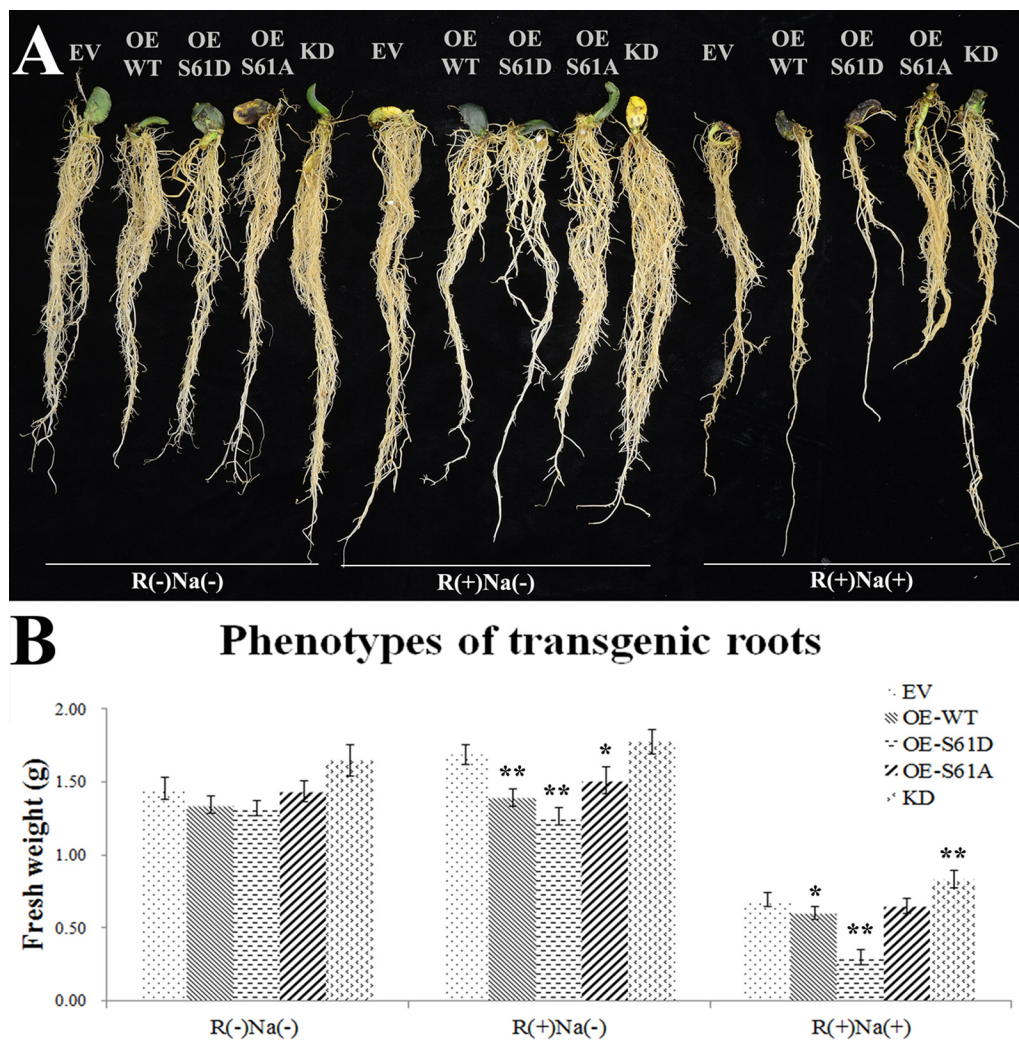 A
EV OE WT OE S61D OE S61A KD EV OE WT OE S61D OE S61A KD EV OE WT OE S61D OE S61A KD
R(-)Na(-) R(+)Na(-) R(+)Na(+)
B Phenotypes of transgenic roots
EV
OE-WT
OE-S61D
OE-S61A
KD
Fresh weight (g)
2.00
1.50
1.00
0.50
0.00
** ** *
* ** **
R(-)Na(-) R(+)Na(-) R(+)Na(+)